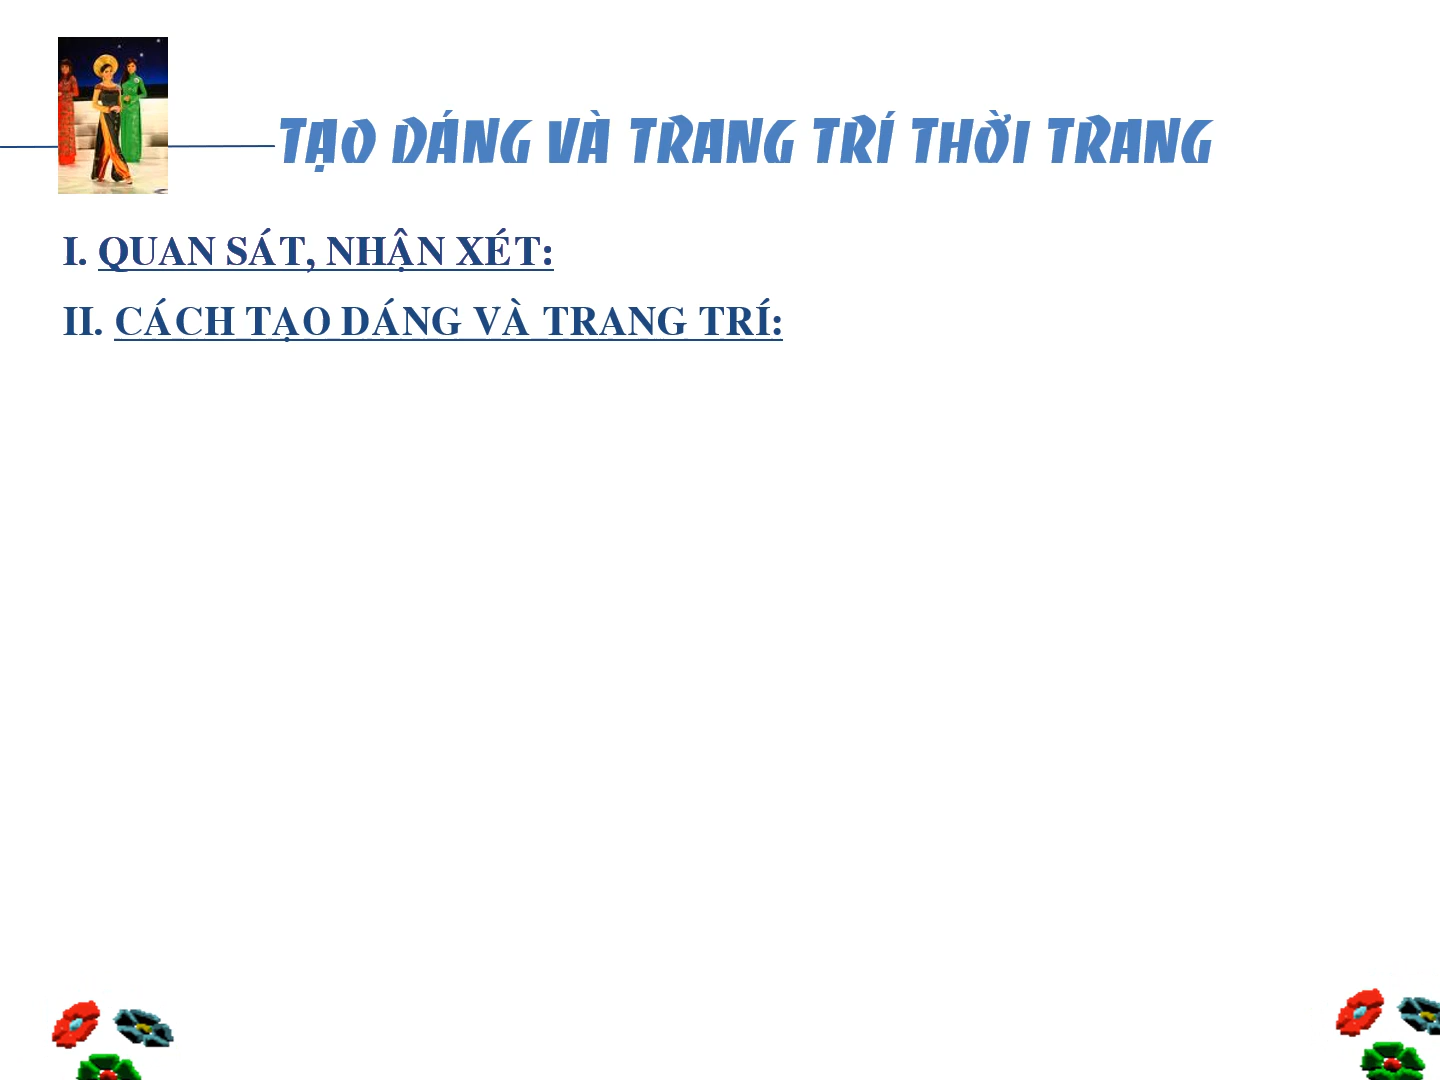 TẠO DÁNG VÀ TRANG TRÍ THỜI TRANG
I. QUAN SÁT, NHẬN XÉT:
II. CÁCH TẠO DÁNG VÀ TRANG TRÍ: